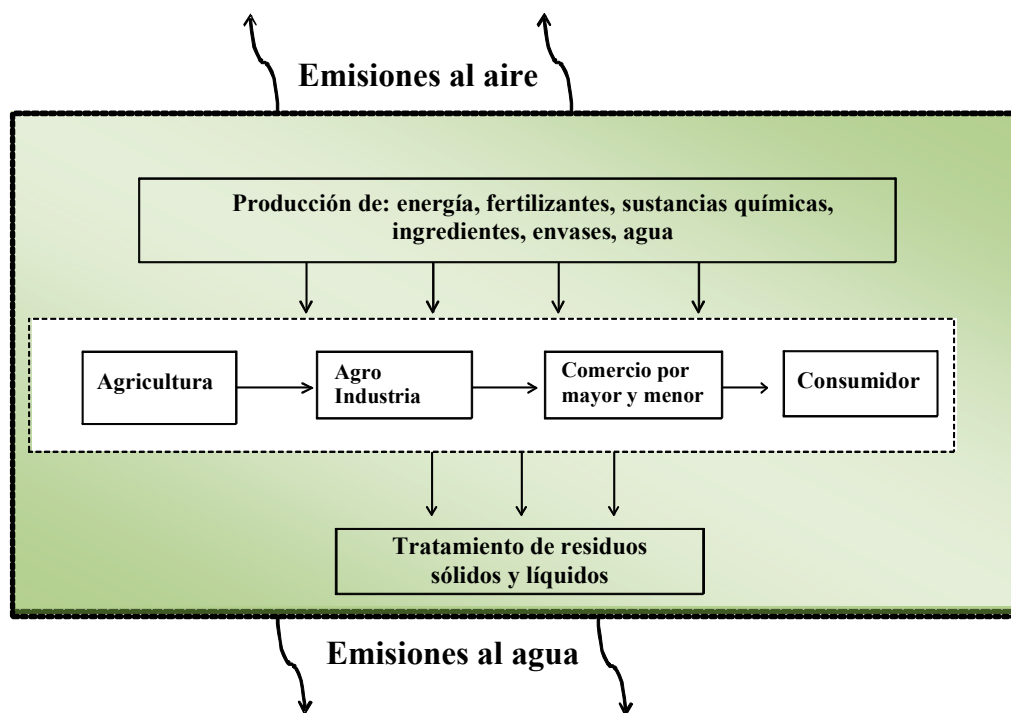 Emisiones al aire
Producción de: energía, fertilizantes, sustancias químicas,
ingredientes, envases, agua
Agricultura
Agro
Industria
Comercio por
mayor y menor
Consumidor
Tratamiento de residuos
sólidos y líquidos
Emisiones al agua